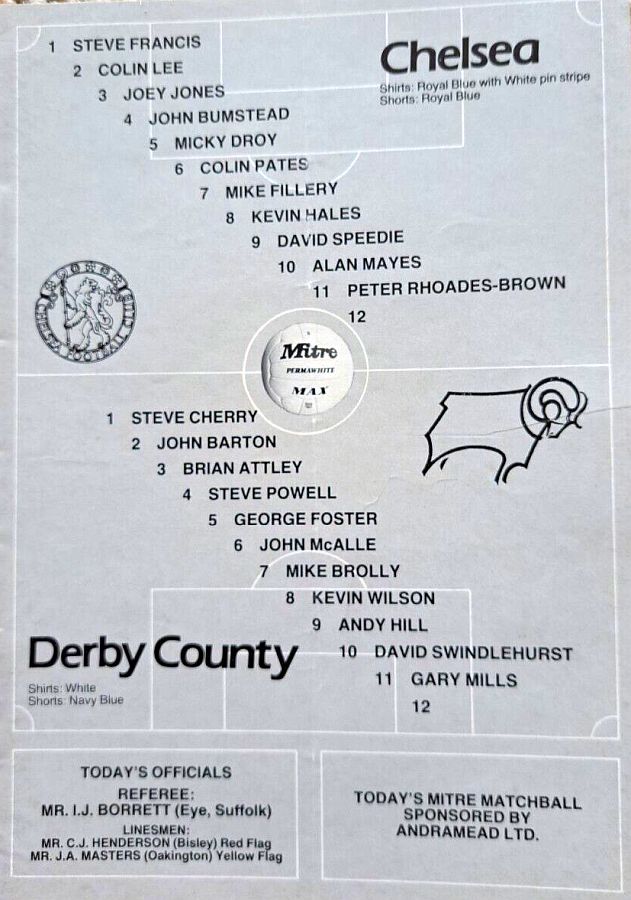 Chelsea
Shirts: Royal Blue with White pin stripe
Shorts: Royal Blue
1 STEVE FRANCIS
2 COLIN LEE
3 JOEY JONES
4 JOHN BUMSTEAD
5 MICKY DROY
6 COLIN PATES
7 MIKE FILLERY
8 KEVIN HALES
9 DAVID SPEEDIE
10 ALAN MAYES
11 PETER RHOADES-BROWN
12
CHELSEA FOOTBALL CLUB
Mitre
PERMAWHITE
MAX
1 STEVE CHERRY
2 JOHN BARTON
3 BRIAN ATTLEY
4 STEVE POWELL
5 GEORGE FOSTER
6 JOHN McALLE
7 MIKE BROLLY
8 KEVIN WILSON
9 ANDY HILL
10 DAVID SWINDLEHURST
11 GARY MILLS
12
Derby County
Shirts: White
Shorts: Navy Blue
TODAY'S OFFICIALS
REFEREE:
MR. I.J. BORRETT (Eye, Suffolk)
LINESMEN:
MR. C.J. HENDERSON (Bisley) Red Flag
MR. J.A. MASTERS (Oakington) Yellow Flag
TODAY'S MITRE MATCHBALL
SPONSORED BY
ANDRAMEAD LTD.